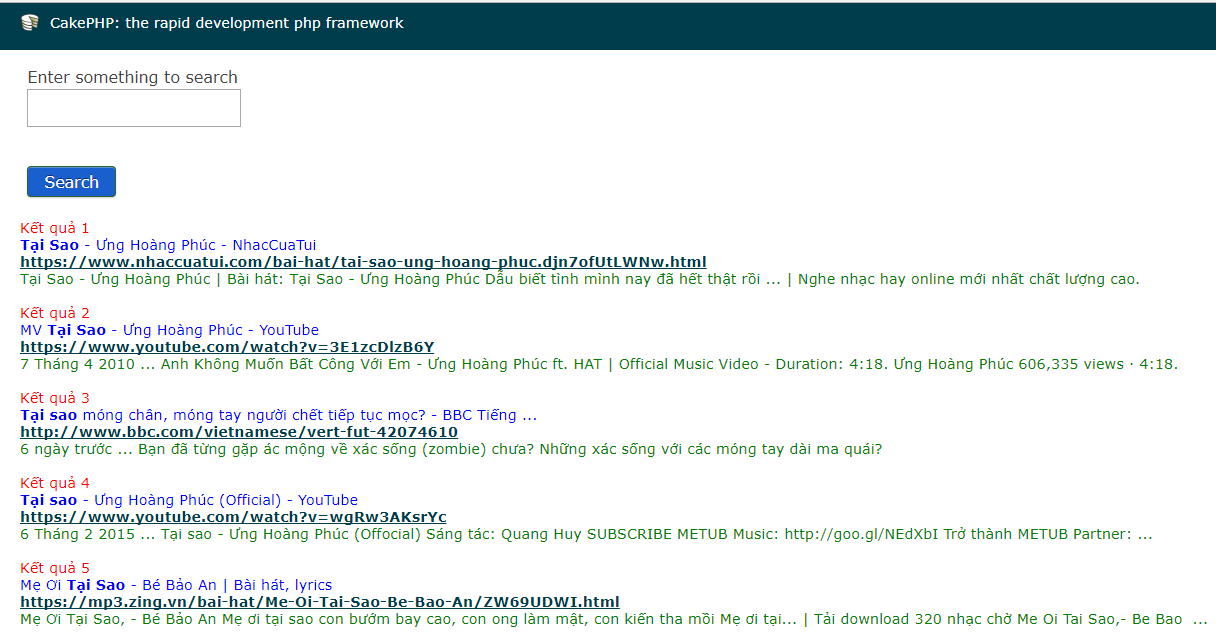 CakePHP: the rapid development php framework
Enter something to search
Search
Kết quả 1
Tại Sao - Ưng Hoàng Phúc - NhacCuaTui
https://www.nhaccuatui.com/bai-hat/tai-sao-ung-hoang-phuc.djn7ofUtLWNw.html
Tại Sao - Ưng Hoàng Phúc | Bài hát: Tại Sao - Ưng Hoàng Phúc Dẫu biết tình mình nay đã hết thật rồi ... | Nghe nhạc hay online mới nhất chất lượng cao.
Kết quả 2
MV Tại Sao - Ưng Hoàng Phúc - YouTube
https://www.youtube.com/watch?v=3E1zcDlzB6Y
7 Tháng 4 2010 ... Anh Không Muốn Bất Công Với Em - Ưng Hoàng Phúc ft. HAT | Official Music Video - Duration: 4:18. Ưng Hoàng Phúc 606,335 views · 4:18.
Kết quả 3
Tại sao móng chân, móng tay người chết tiếp tục mọc? - BBC Tiếng ...
http://www.bbc.com/vietnamese/vert-fut-42074610
6 ngày trước ... Bạn đã từng gặp ác mộng về xác sống (zombie) chưa? Những xác sống với các móng tay dài ma quái?
Kết quả 4
Tại sao - Ưng Hoàng Phúc (Official) - YouTube
https://www.youtube.com/watch?v=wgRw3AKsrYc
6 Tháng 2 2015 ... Tại sao - Ưng Hoàng Phúc (Offocial) Sáng tác: Quang Huy SUBSCRIBE METUB Music: http://goo.gl/NEdXbI Trở thành METUB Partner: ...
Kết quả 5
Mẹ Ơi Tại Sao - Bé Bảo An | Bài hát, lyrics
https://mp3.zing.vn/bai-hat/Me-Oi-Tai-Sao-Be-Bao-An/ZW69UDWI.html
Mẹ Ơi Tại Sao, - Bé Bảo An Mẹ ơi tại sao con bướm bay cao, con ong làm mật, con kiến tha mồi Mẹ ơi tại... | Tải download 320 nhạc chờ Me Oi Tai Sao,- Be Bao ...